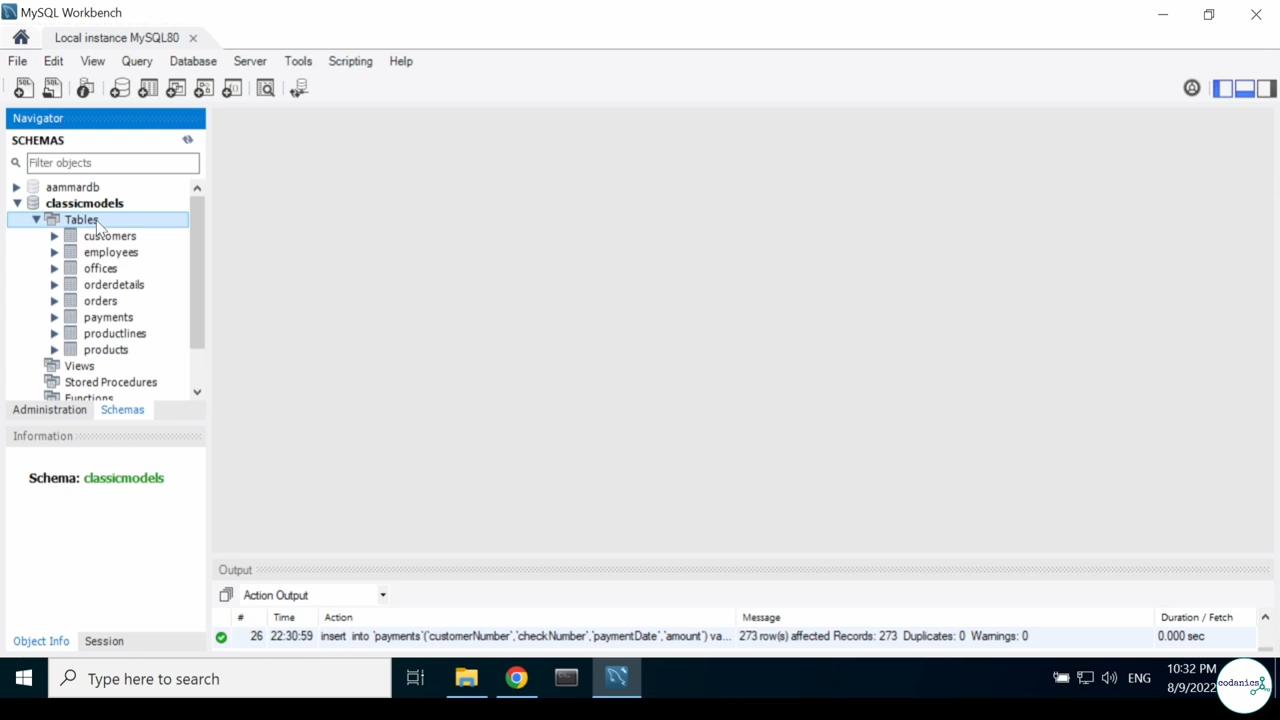 MySQL Workbench
Local instance MySQL80
File Edit View Query Database Server Tools Scripting Help
Navigator
SCHEMAS
Filter objects
aammardb
classicmodels
Tables
customers
employees
offices
orderdetails
orders
payments
productlines
products
Views
Stored Procedures
Functions
Administration Schemas
Information
Schema: classicmodels
Output
Action Output
# Time Action Message Duration / Fetch
26 22:30:59 insert into `payments`(`customerNumber`,`checkNumber`,`paymentDate`,`amount`) va... 273 row(s) affected Records: 273 Duplicates: 0 Warnings: 0 0.000 sec
Object Info Session
Type here to search
ENG
10:32 PM
8/9/2022
codanics